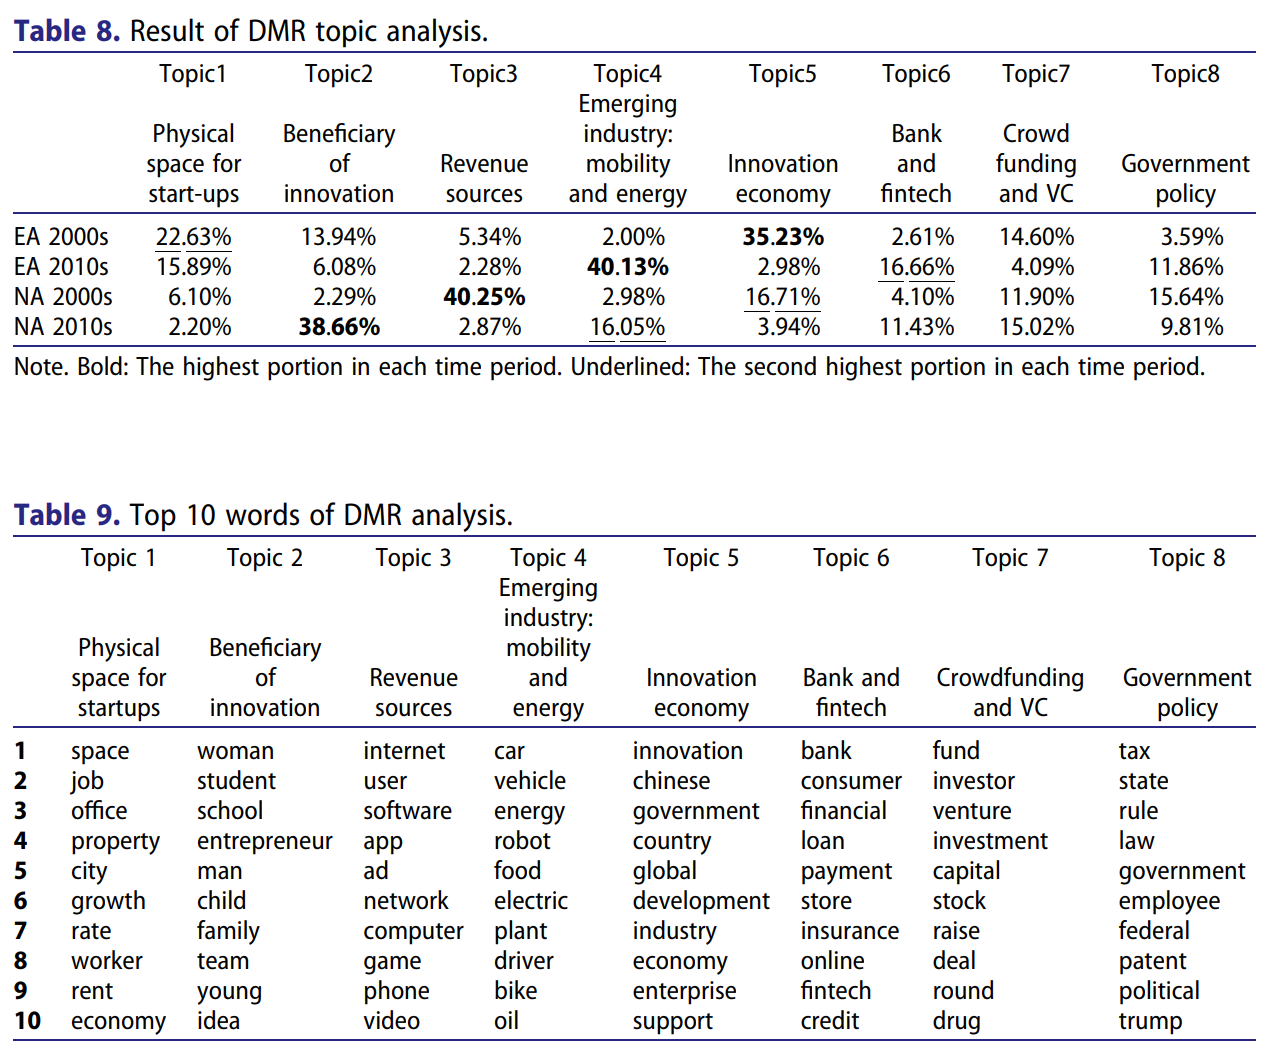 Table 8. Result of DMR topic analysis.
Topic1 Topic2 Topic3 Topic4 Topic5 Topic6 Topic7 Topic8
Emerging
Physical Beneficiary industry: Bank Crowd
space for of Revenue mobility Innovation and funding Government
start-ups innovation sources and energy economy fintech and VC policy
EA 2000s 22.63% 13.94% 5.34% 2.00% 35.23% 2.61% 14.60% 3.59%
EA 2010s 15.89% 6.08% 2.28% 40.13% 2.98% 16.66% 4.09% 11.86%
NA 2000s 6.10% 2.29% 40.25% 2.98% 16.71% 4.10% 11.90% 15.64%
NA 2010s 2.20% 38.66% 2.87% 16.05% 3.94% 11.43% 15.02% 9.81%
Note. Bold: The highest portion in each time period. Underlined: The second highest portion in each time period.
Table 9. Top 10 words of DMR analysis.
Topic 1 Topic 2 Topic 3 Topic 4 Topic 5 Topic 6 Topic 7 Topic 8
Emerging
industry:
Physical Beneficiary mobility
space for of Revenue and Innovation Bank and Crowdfunding Government
startups innovation sources energy economy fintech and VC policy
1 space woman internet car innovation bank fund tax
2 job student user vehicle chinese consumer investor state
3 office school software energy government financial venture rule
4 property entrepreneur app robot country loan investment law
5 city man ad food global payment capital government
6 growth child network electric development store stock employee
7 rate family computer plant industry insurance raise federal
8 worker team game driver economy online deal patent
9 rent young phone bike enterprise fintech round political
10 economy idea video oil support credit drug trump